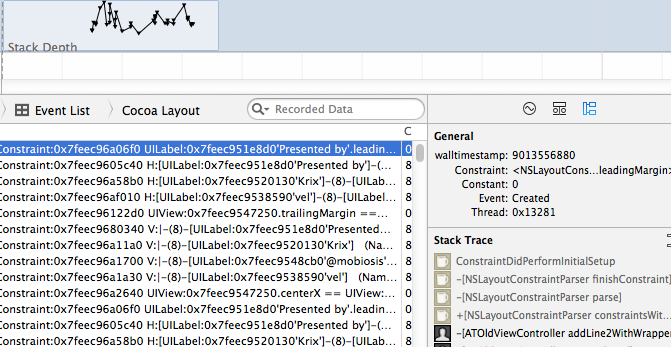 Stack Depth
Event List
Cocoa Layout
Recorded Data
C
Constraint:0x7feec96a06f0 UILabel:0x7feec951e8d0'Presented by'.leadin... 0
Constraint:0x7feec9605c40 H:[UILabel:0x7feec951e8d0'Presented by']-(... 8
Constraint:0x7feec96a58b0 H:[UILabel:0x7feec9520130'Krix']-(8)-[UILab... 8
Constraint:0x7feec96af010 H:[UILabel:0x7feec9538590'vel']-(8)-[UILabe... 8
Constraint:0x7feec96122d0 UIView:0x7feec9547250.trailingMargin ==... 0
Constraint:0x7feec9680340 V:|-(8)-[UILabel:0x7feec951e8d0'Presented... 8
Constraint:0x7feec96a11a0 V:|-(8)-[UILabel:0x7feec9520130'Krix'] (Na... 8
Constraint:0x7feec96a1700 V:|-(8)-[UILabel:0x7feec9548cb0'@mobiosis'... 8
Constraint:0x7feec96a1a30 V:|-(8)-[UILabel:0x7feec9538590'vel'] (Nam... 8
Constraint:0x7feec96a2640 UIView:0x7feec9547250.centerX == UIView:... 0
Constraint:0x7feec96a06f0 UILabel:0x7feec951e8d0'Presented by'.leadin... 0
Constraint:0x7feec9605c40 H:[UILabel:0x7feec951e8d0'Presented by']-(... 8
Constraint:0x7feec96a58b0 H:[UILabel:0x7feec9520130'Krix']-(8)-[UILab... 8
General
walltimestamp: 9013556880
Constraint: <NSLayoutCons...leadingMargin>
Constant: 0
Event: Created
Thread: 0x13281
Stack Trace
ConstraintDidPerformInitialSetup
-[NSLayoutConstraintParser finishConstraint]
-[NSLayoutConstraintParser parse]
+[NSLayoutConstraintParser constraintsWit...
-[ATOldViewController addLine2WithWrappe